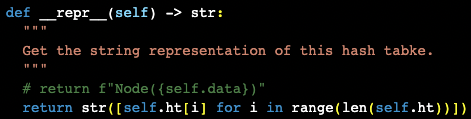 def __repr__(self) -> str:
"""
Get the string representation of this hash tabke.
"""
# return f"Node({self.data})"
return str([self.ht[i] for i in range(len(self.ht))])